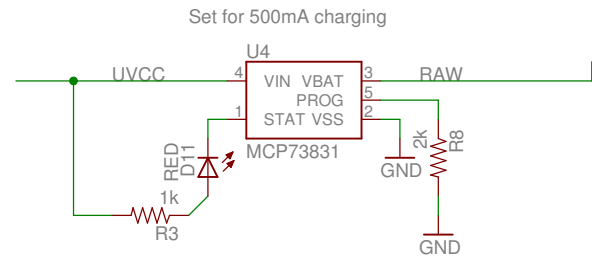 Set for 500mA charging
U4
UVCC
4
VIN VBAT
3
RAW
PROG
5
1
STAT VSS
2
MCP73831
RED
D11
GND
2k
R8
1k
R3
GND